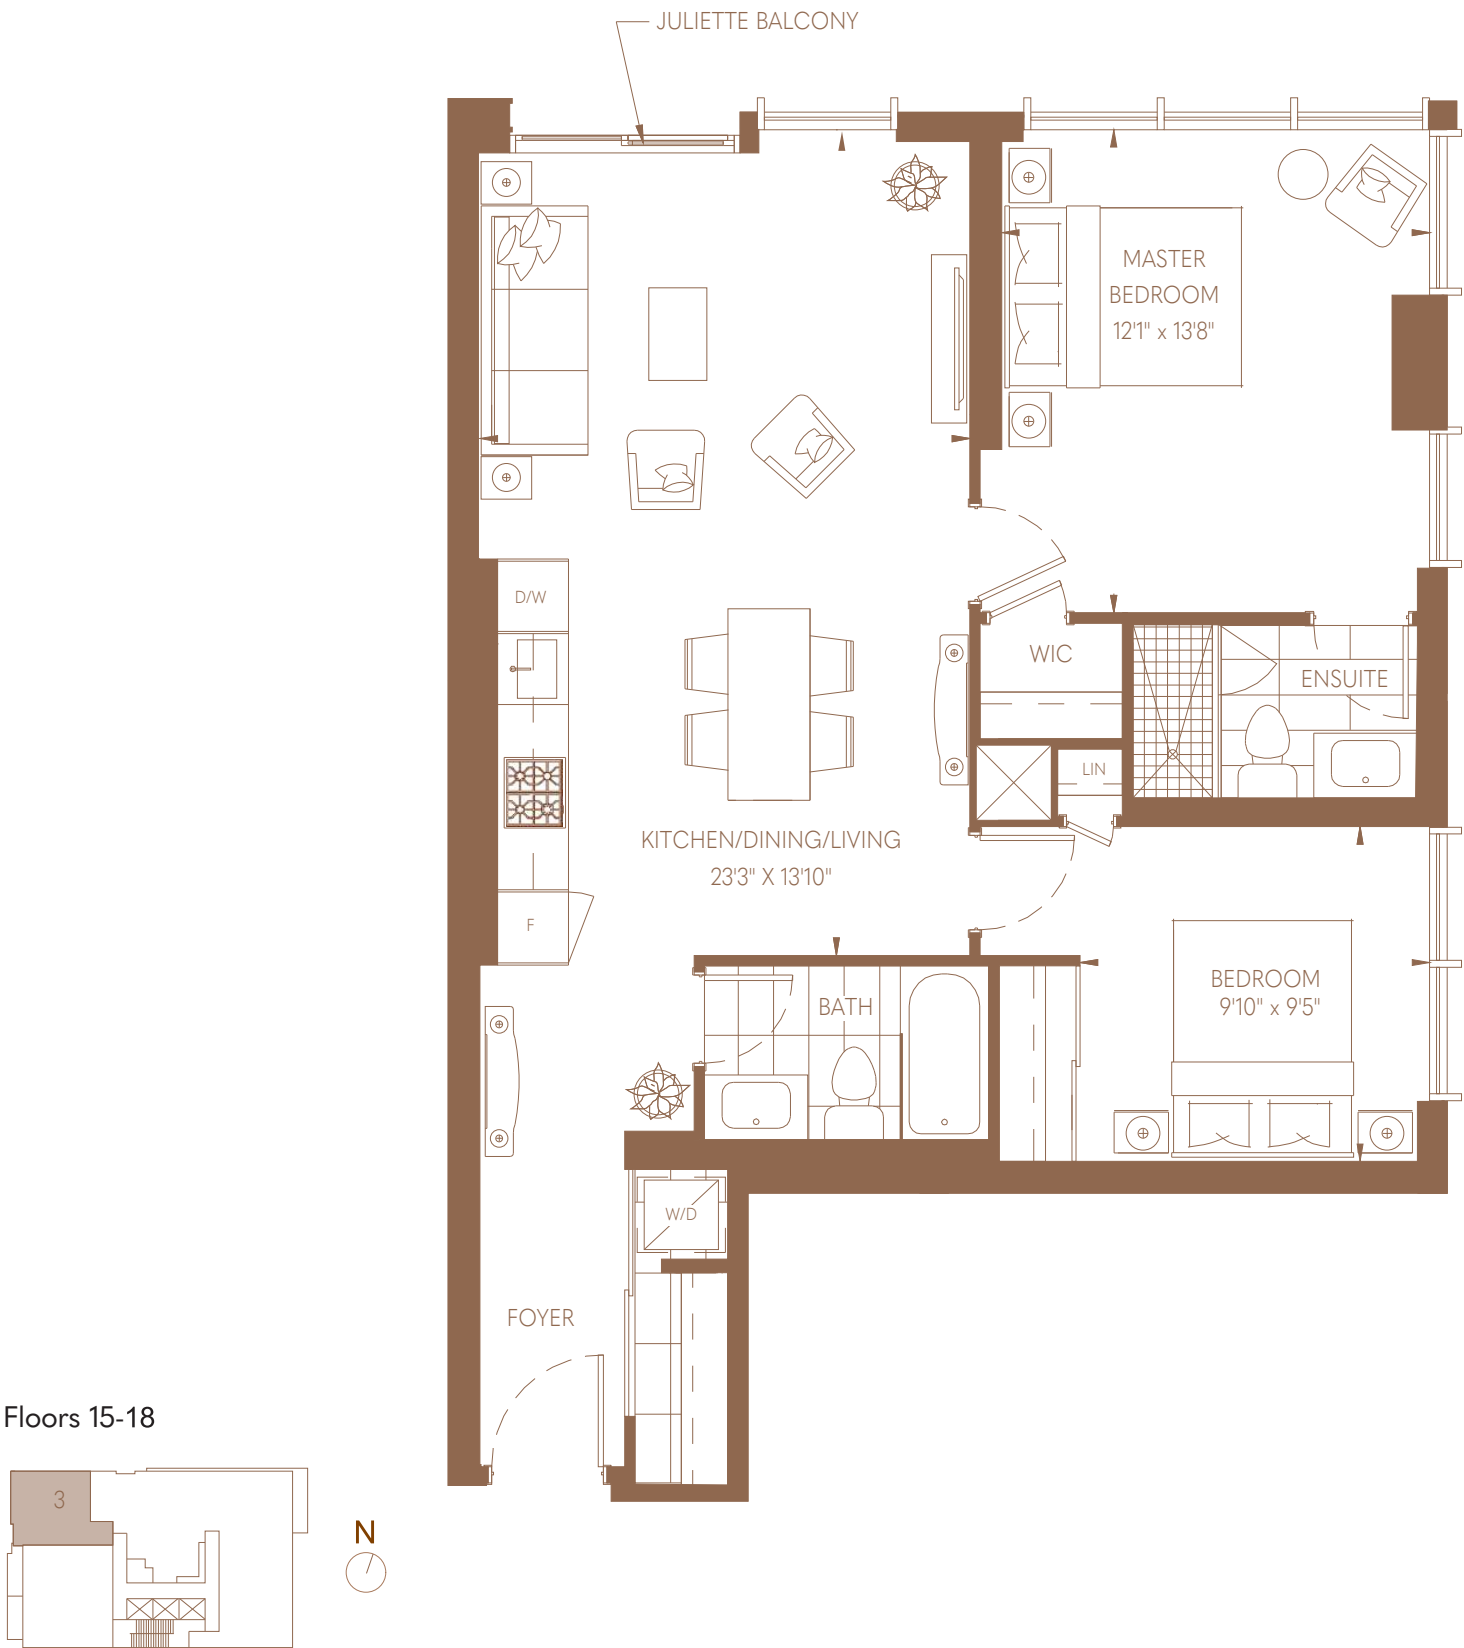 JULIETTE BALCONY
MASTER
BEDROOM
12'1" x 13'8"
D/W
WIC
ENSUITE
LIN
KITCHEN/DINING/LIVING
23'3" X 13'10"
F
BATH
BEDROOM
9'10" x 9'5"
W/D
FOYER
Floors 15-18
3
N